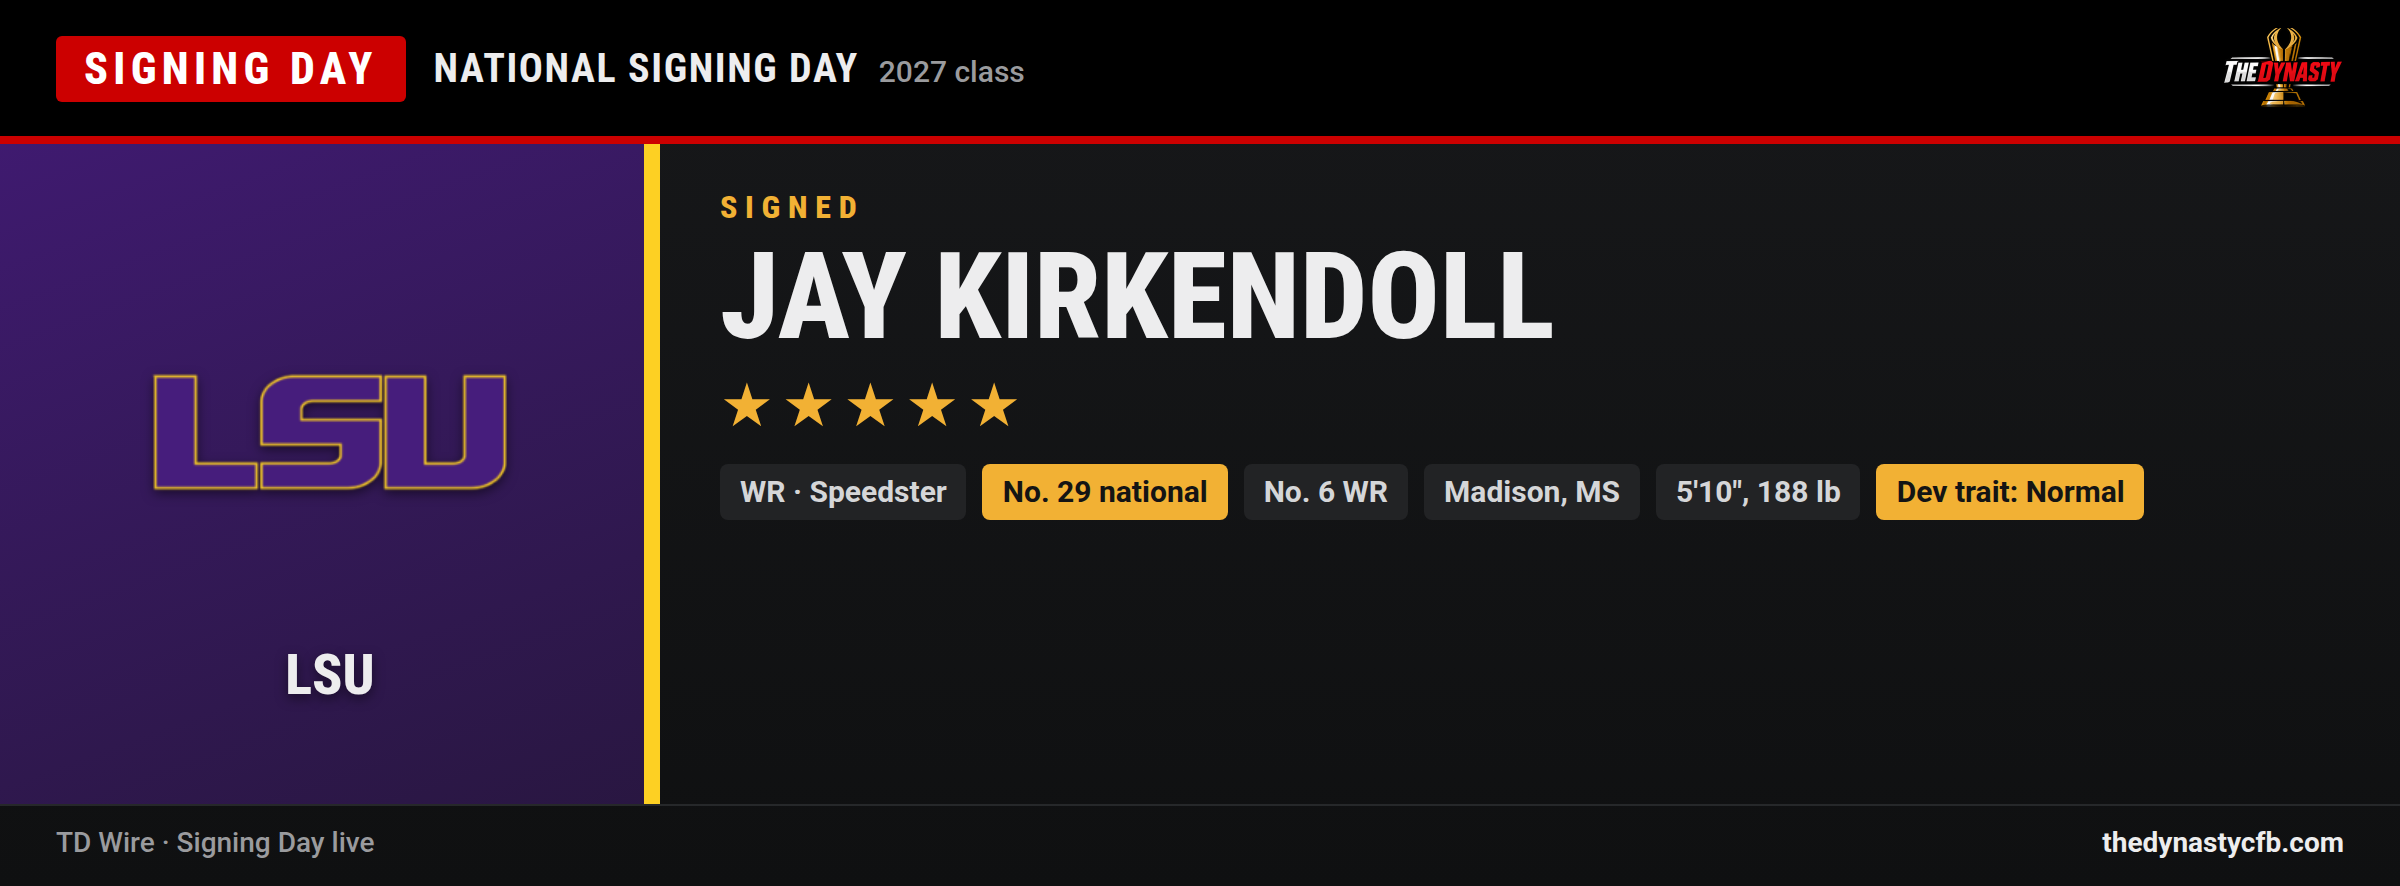 SIGNING DAY NATIONAL SIGNING DAY 2027 class
THE DYNASTY
LSU
LSU
SIGNED
JAY KIRKENDOLL
★★★★★
WR · Speedster No. 29 national No. 6 WR Madison, MS 5'10", 188 lb Dev trait: Normal
TD Wire · Signing Day live
thedynastycfb.com